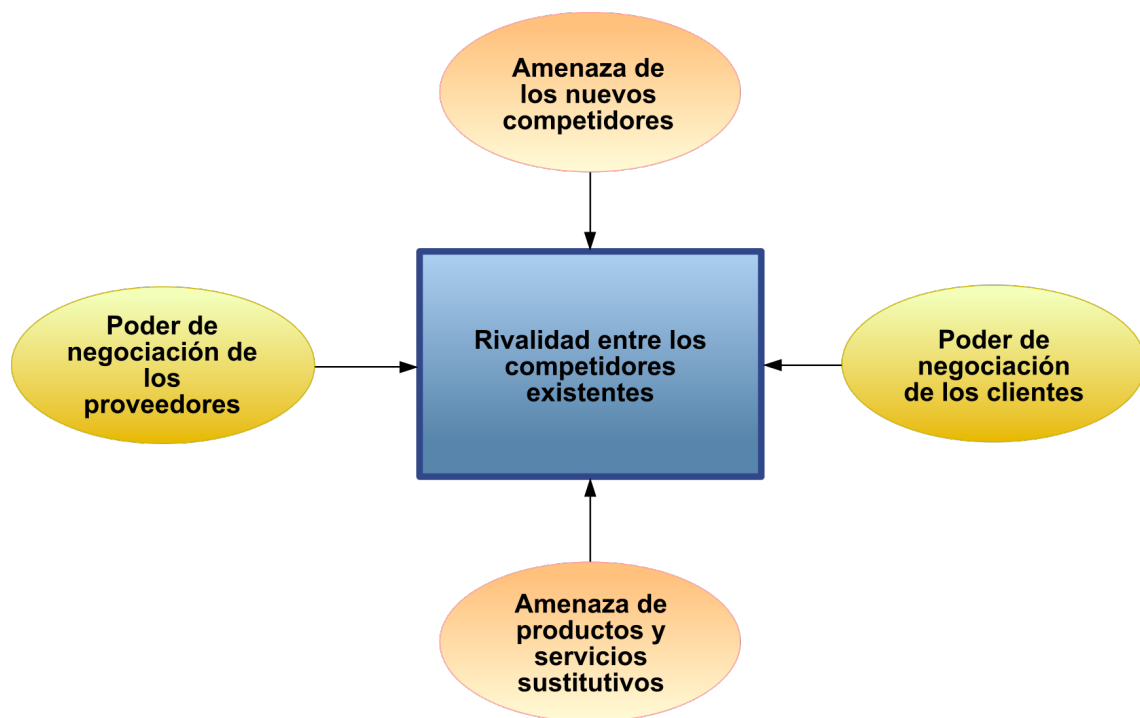 Amenaza de
los nuevos
competidores
Poder de
negociación de
los
proveedores
Rivalidad entre los
competidores
existentes
Poder de
negociación
de los clientes
Amenaza de
productos y
servicios
sustitutivos